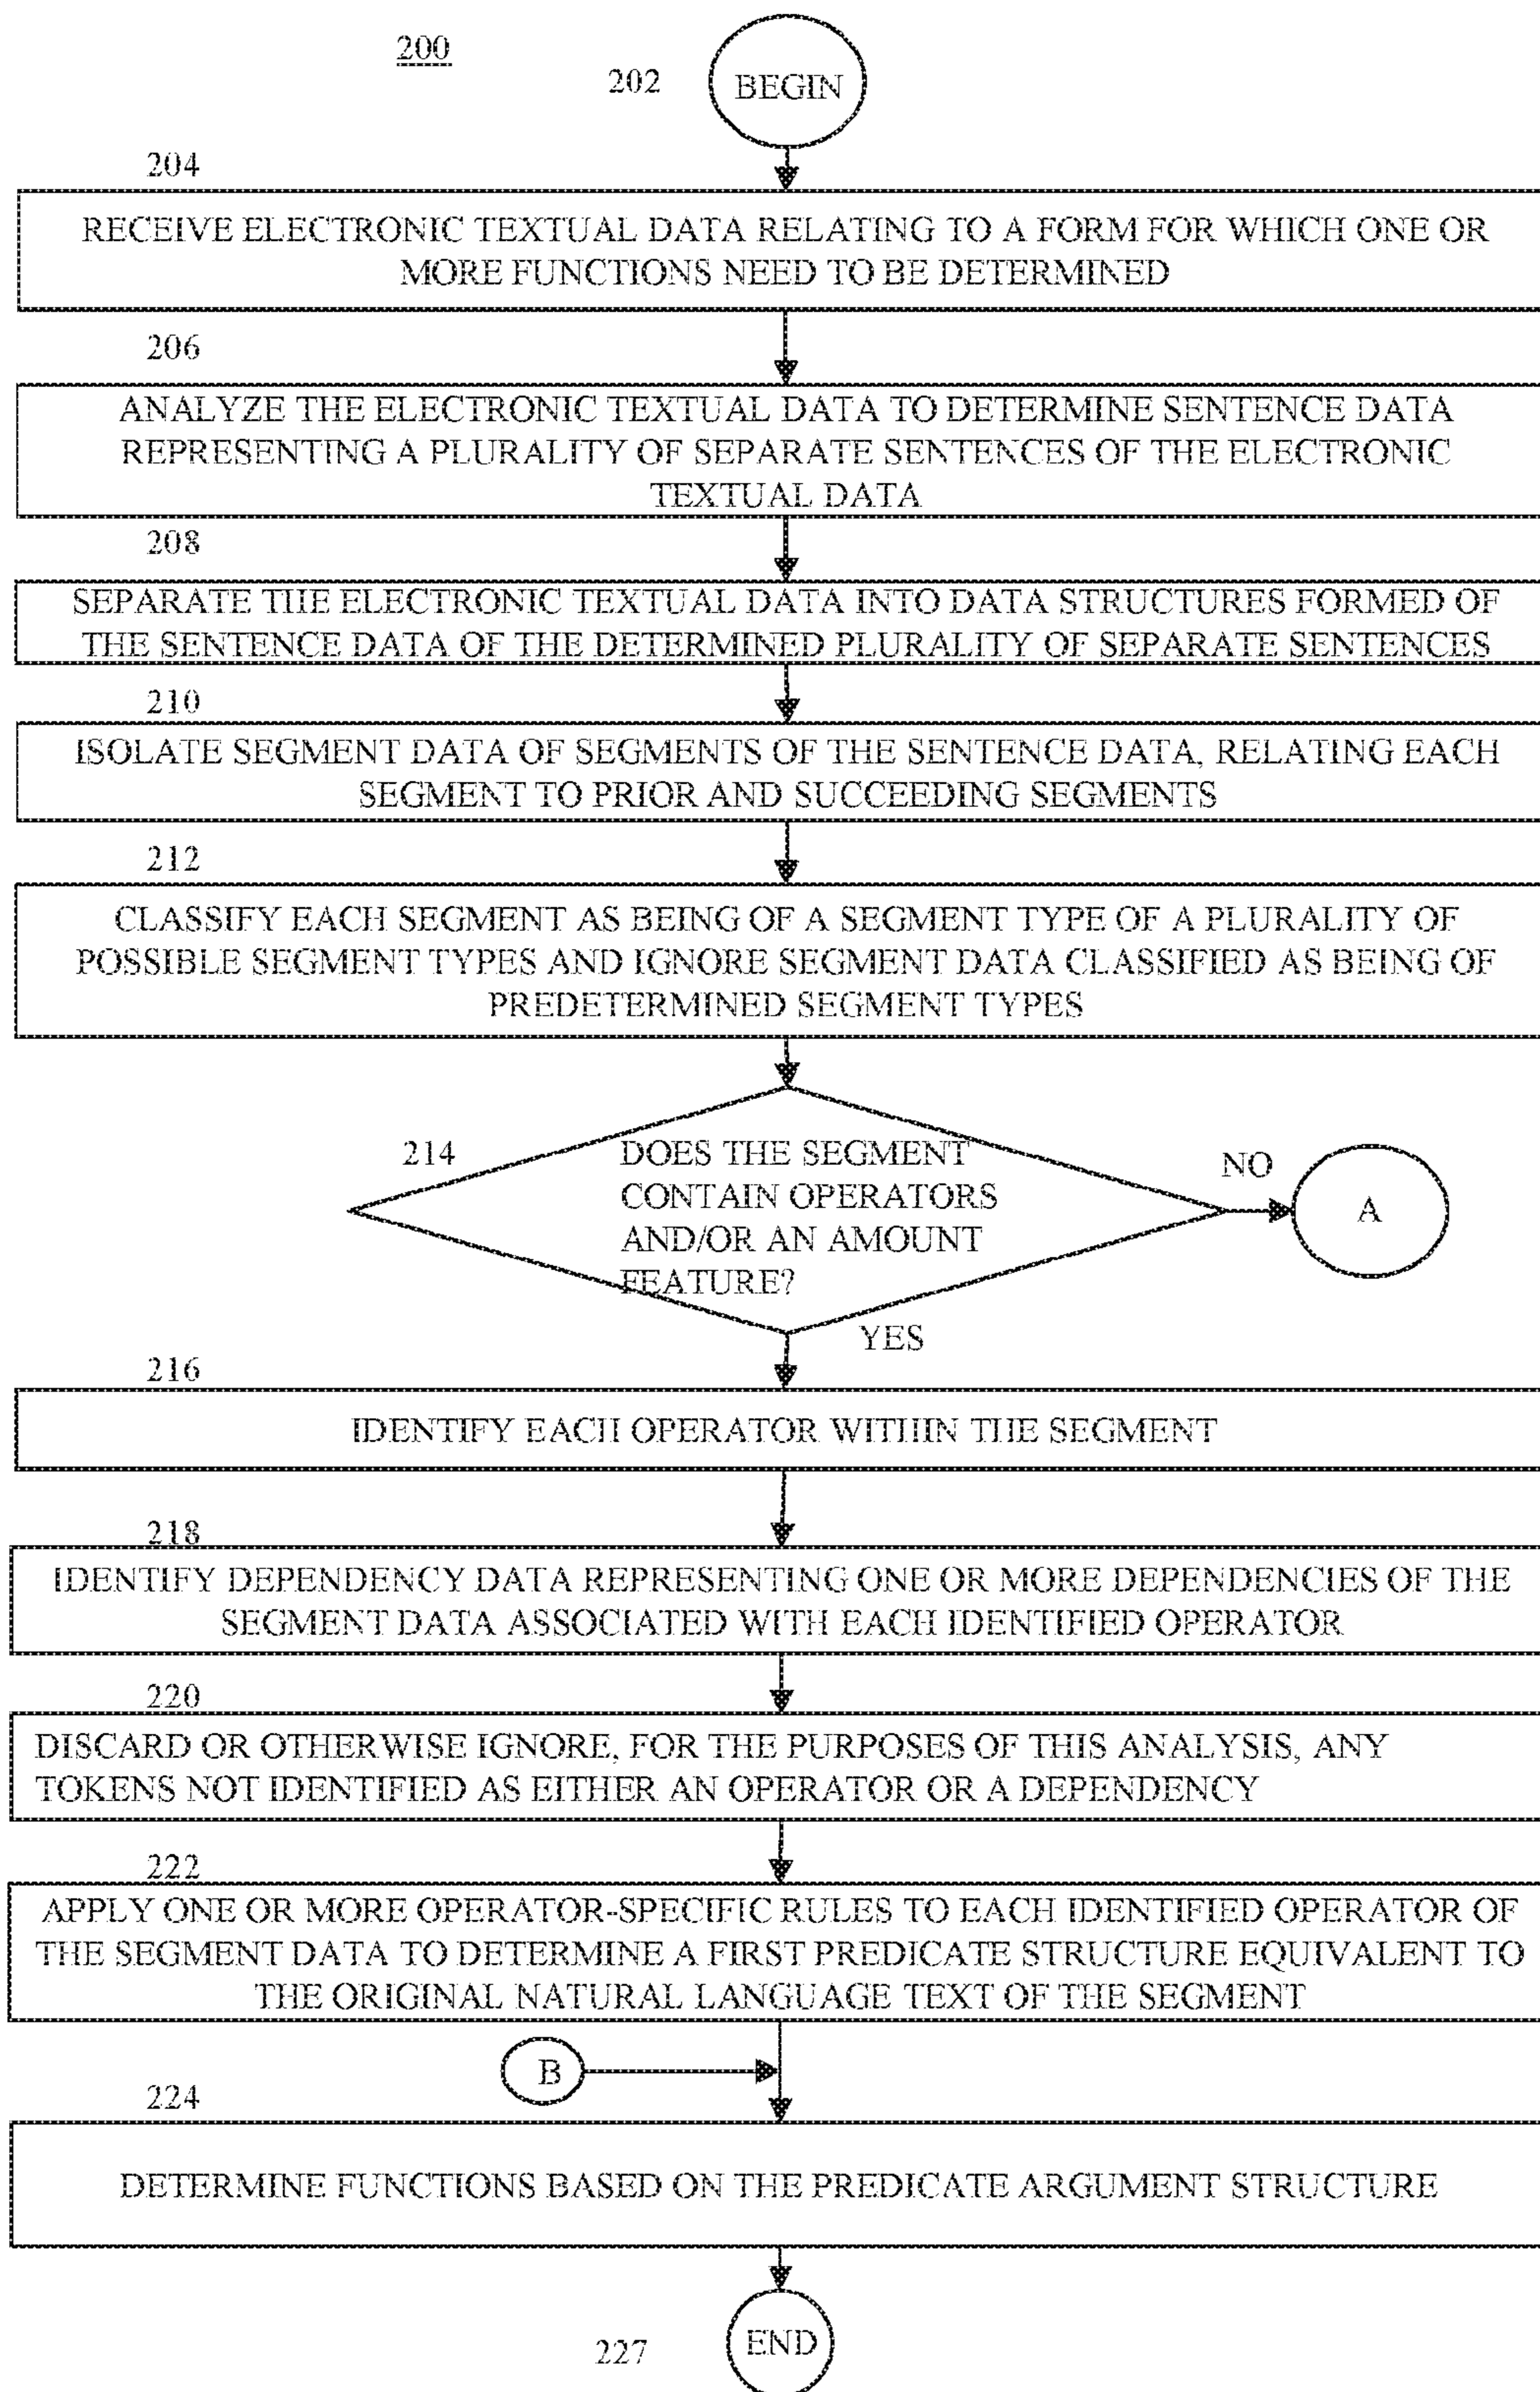 200
202
BEGIN
204
RECEIVE ELECTRONIC TEXTUAL DATA RELATING TO A FORM FOR WHICH ONE OR
MORE FUNCTIONS NEED TO BE DETERMINED
206
ANALYZE THE ELECTRONIC TEXTUAL DATA TO DETERMINE SENTENCE DATA
REPRESENTING A PLURALITY OF SEPARATE SENTENCES OF THE ELECTRONIC
TEXTUAL DATA
208
SEPARATE THE ELECTRONIC TEXTUAL DATA INTO DATA STRUCTURES FORMED OF
THE SENTENCE DATA OF THE DETERMINED PLURALITY OF SEPARATE SENTENCES
210
ISOLATE SEGMENT DATA OF SEGMENTS OF THE SENTENCE DATA, RELATING EACH
SEGMENT TO PRIOR AND SUCCEEDING SEGMENTS
212
CLASSIFY EACH SEGMENT AS BEING OF A SEGMENT TYPE OF A PLURALITY OF
POSSIBLE SEGMENT TYPES AND IGNORE SEGMENT DATA CLASSIFIED AS BEING OF
PREDETERMINED SEGMENT TYPES
214
DOES THE SEGMENT
CONTAIN OPERATORS
AND/OR AN AMOUNT
FEATURE?
NO
A
YES
216
IDENTIFY EACH OPERATOR WITHIN THE SEGMENT
218
IDENTIFY DEPENDENCY DATA REPRESENTING ONE OR MORE DEPENDENCIES OF THE
SEGMENT DATA ASSOCIATED WITH EACH IDENTIFIED OPERATOR
220
DISCARD OR OTHERWISE IGNORE, FOR THE PURPOSES OF THIS ANALYSIS, ANY
TOKENS NOT IDENTIFIED AS EITHER AN OPERATOR OR A DEPENDENCY
222
APPLY ONE OR MORE OPERATOR-SPECIFIC RULES TO EACH IDENTIFIED OPERATOR OF
THE SEGMENT DATA TO DETERMINE A FIRST PREDICATE STRUCTURE EQUIVALENT TO
THE ORIGINAL NATURAL LANGUAGE TEXT OF THE SEGMENT
B
224
DETERMINE FUNCTIONS BASED ON THE PREDICATE ARGUMENT STRUCTURE
227
END